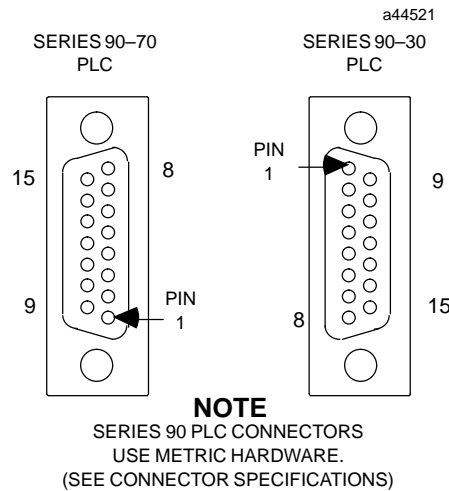 a44521
SERIES 90–70
PLC
SERIES 90–30
PLC
15
8
9
PIN
1
PIN
1
9
8
15
NOTE
SERIES 90 PLC CONNECTORS
USE METRIC HARDWARE.
(SEE CONNECTOR SPECIFICATIONS)